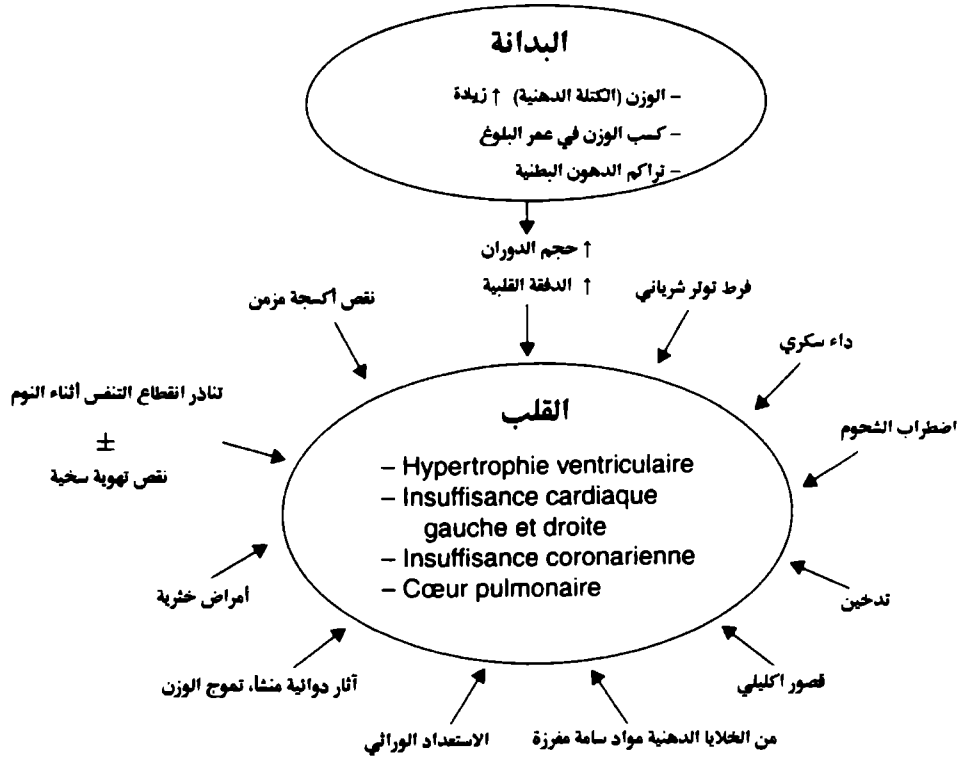 البدانة
– الوزن (الكتلة الدهنية) ↑ زيادة
– كسب الوزن في عمر البلوغ
– تراكم الدهون البطنية
↑ حجم الدوران
↑ الدفقة القلبية
نقص أكسجة مزمن
فرط توتر شرياني
داء سكري
تناذر انقطاع التنفس أثناء النوم
±
نقص تهوية سخية
اضطراب الشحوم
القلب
– Hypertrophie ventriculaire
– Insuffisance cardiaque
gauche et droite
– Insuffisance coronarienne
– Cœur pulmonaire
أمراض خثرية
تدخين
آثار دوائية منشأ، تموج الوزن
قصور اكليلي
الاستعداد الوراثي
من الخلايا الدهنية مواد سامة مفرزة